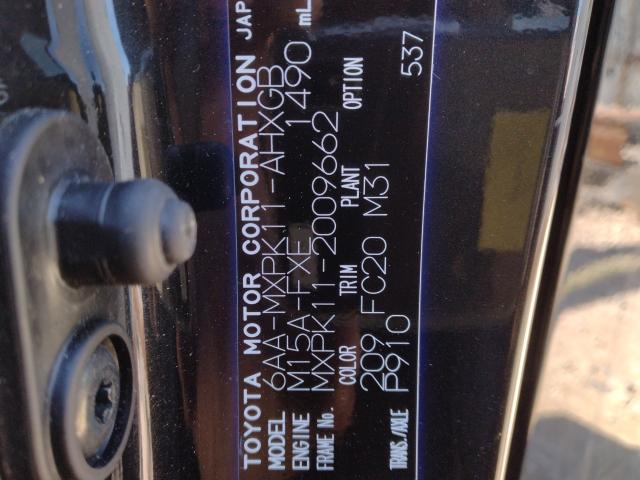 TOYOTA MOTOR CORPORATION JAP
MODEL 6AA-MXPK11-AHXGB
ENGINE M15A-FXE 1490 mL
FRAME No. MXPK11-2009662
COLOR TRIM PLANT OPTION
209 FC20 M31
TRANS./AXLE P910 537